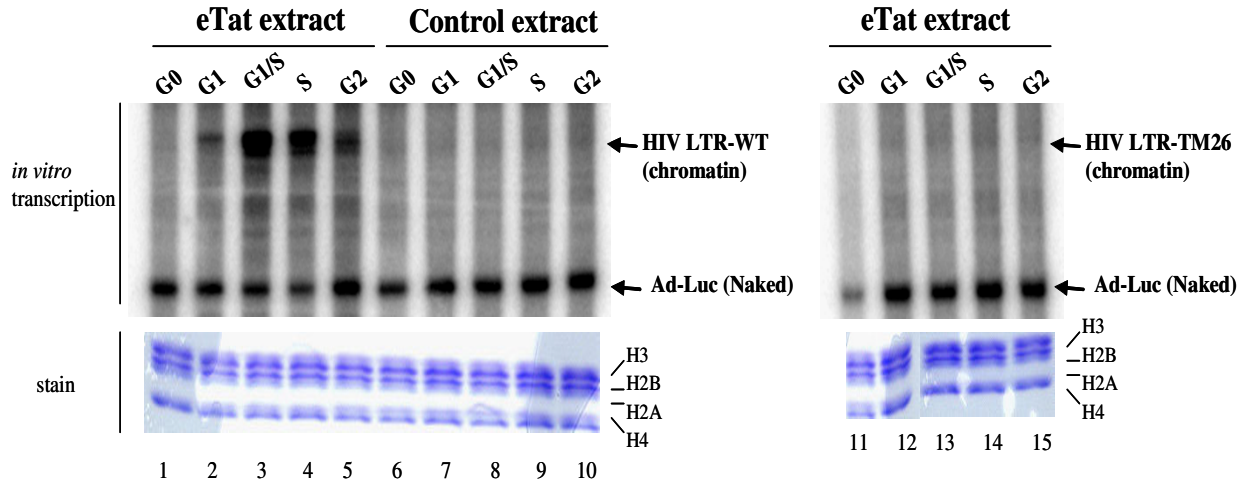 eTat extract Control extract eTat extract
G0 G1 G1/S S G2 G0 G1 G1/S S G2 G0 G1 G1/S S G2
in vitro
transcription
HIV LTR-WT
(chromatin)
Ad-Luc (Naked)
HIV LTR-TM26
(chromatin)
Ad-Luc (Naked)
stain
H3
H2B
H2A
H4
H3
H2B
H2A
H4
1 2 3 4 5 6 7 8 9 10 11 12 13 14 15